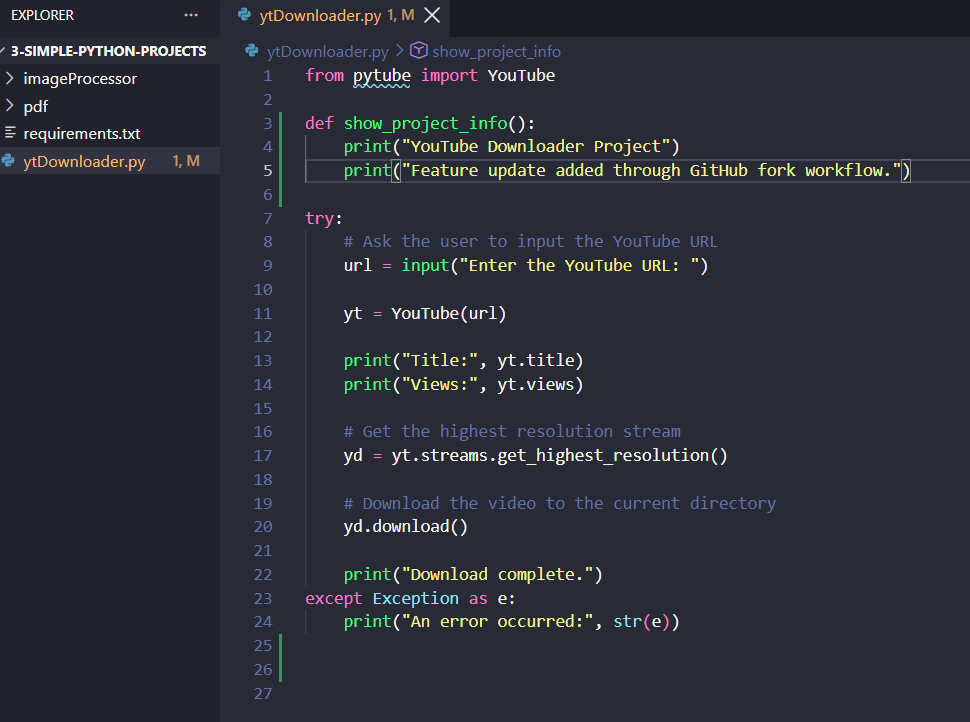 EXPLORER ...
3-SIMPLE-PYTHON-PROJECTS
imageProcessor
pdf
requirements.txt
ytDownloader.py 1, M
ytDownloader.py 1, M
ytDownloader.py > show_project_info
1 from pytube import YouTube
2
3 def show_project_info():
4     print("YouTube Downloader Project")
5     print("Feature update added through GitHub fork workflow.")
6
7 try:
8     # Ask the user to input the YouTube URL
9     url = input("Enter the YouTube URL: ")
10
11     yt = YouTube(url)
12
13     print("Title:", yt.title)
14     print("Views:", yt.views)
15
16     # Get the highest resolution stream
17     yd = yt.streams.get_highest_resolution()
18
19     # Download the video to the current directory
20     yd.download()
21
22     print("Download complete.")
23 except Exception as e:
24     print("An error occurred:", str(e))
25
26
27